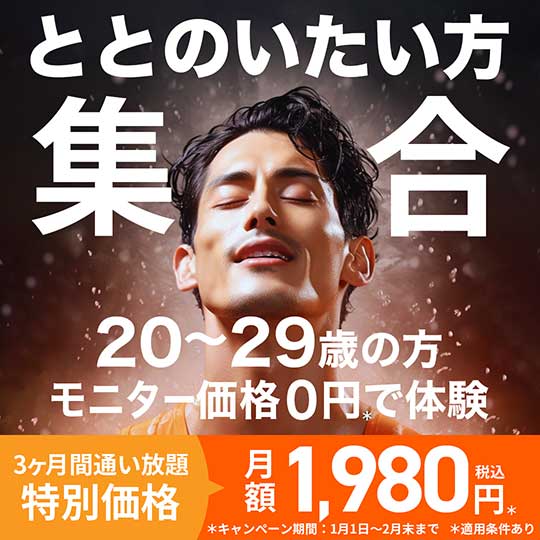 ととのいたい方
集合
20〜29歳の方
モニター価格0円*で体験
3ヶ月間通い放題
特別価格
月額1,980円税込*
*キャンペーン期間:1月1日〜2月末まで *適用条件あり